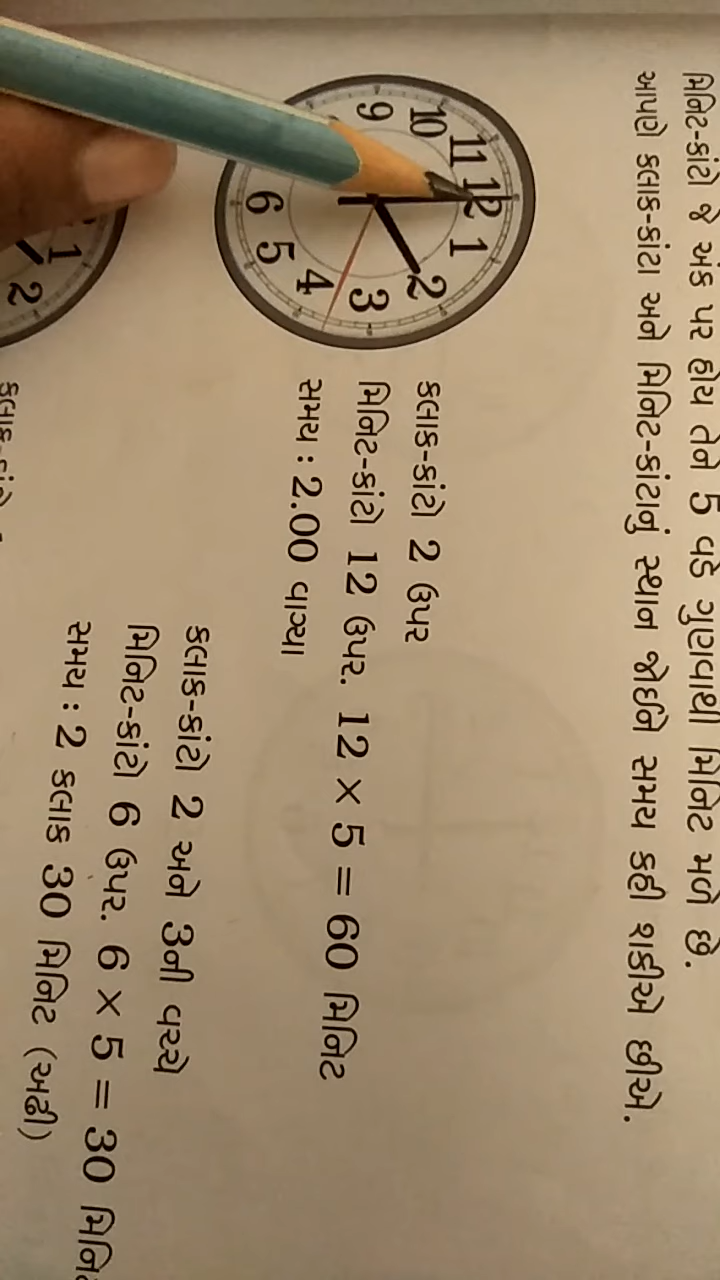 મિનિટ-કાંટો જે અંક પર હોય તેને 5 વડે ગુણવાથી મિનિટ મળે છે.
આપણે કલાક-કાંટા અને મિનિટ-કાંટાનું સ્થાન જોઈને સમય કહી શકીએ છીએ.
9 10 11 12 1 2 3 4 5 6
કલાક-કાંટો 2 ઉપર
મિનિટ-કાંટો 12 ઉપર. 12 × 5 = 60 મિનિટ
સમય : 2.00 વાગ્યા
1 2
કલાક-કાંટો 2 અને 3ની વચ્ચે
મિનિટ-કાંટો 6 ઉપર. 6 × 5 = 30
સમય : 2 કલાક 30 મિનિટ (અઢી)